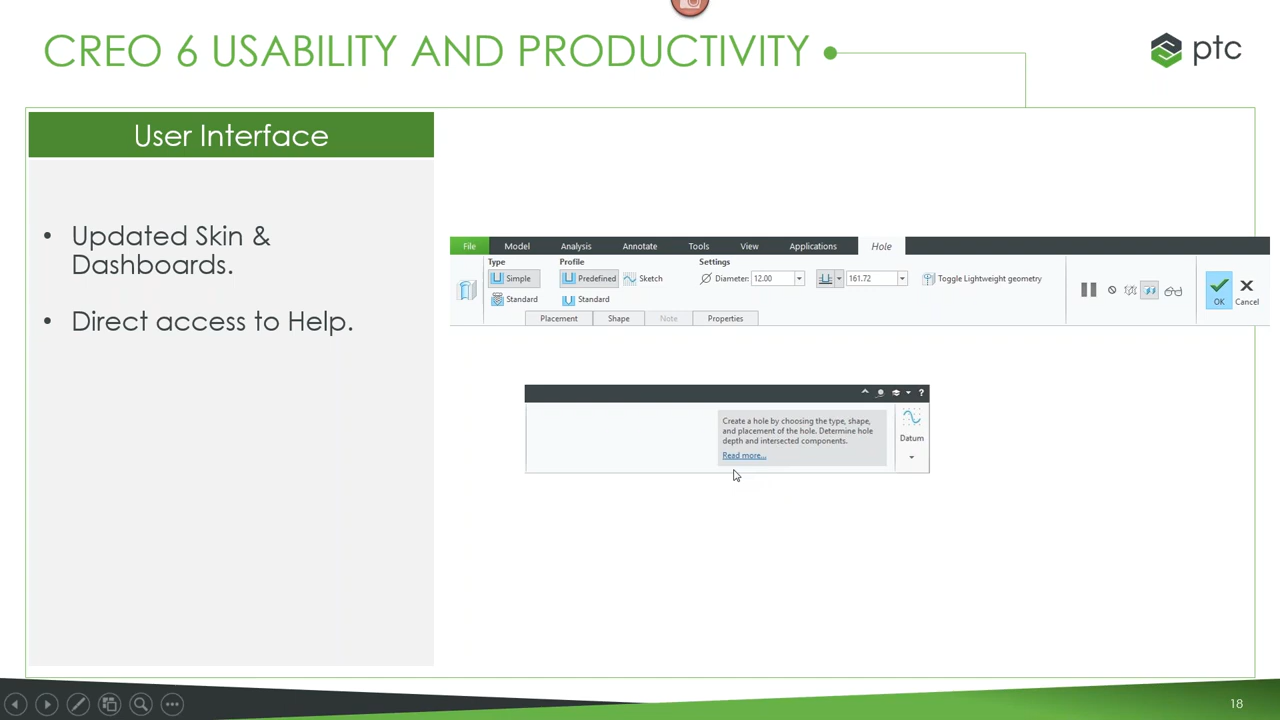 CREO 6 USABILITY AND PRODUCTIVITY
ptc
User Interface
• Updated Skin &
Dashboards.
• Direct access to Help.
File Model Analysis Annotate Tools View Applications Hole
Type Profile Settings
Simple Predefined Sketch Diameter: 12.00 161.72 Toggle Lightweight geometry
Standard Standard
OK Cancel
Placement Shape Note Properties
?
Create a hole by choosing the type, shape,
and placement of the hole. Determine hole
depth and intersected components.
Read more...
Datum
18